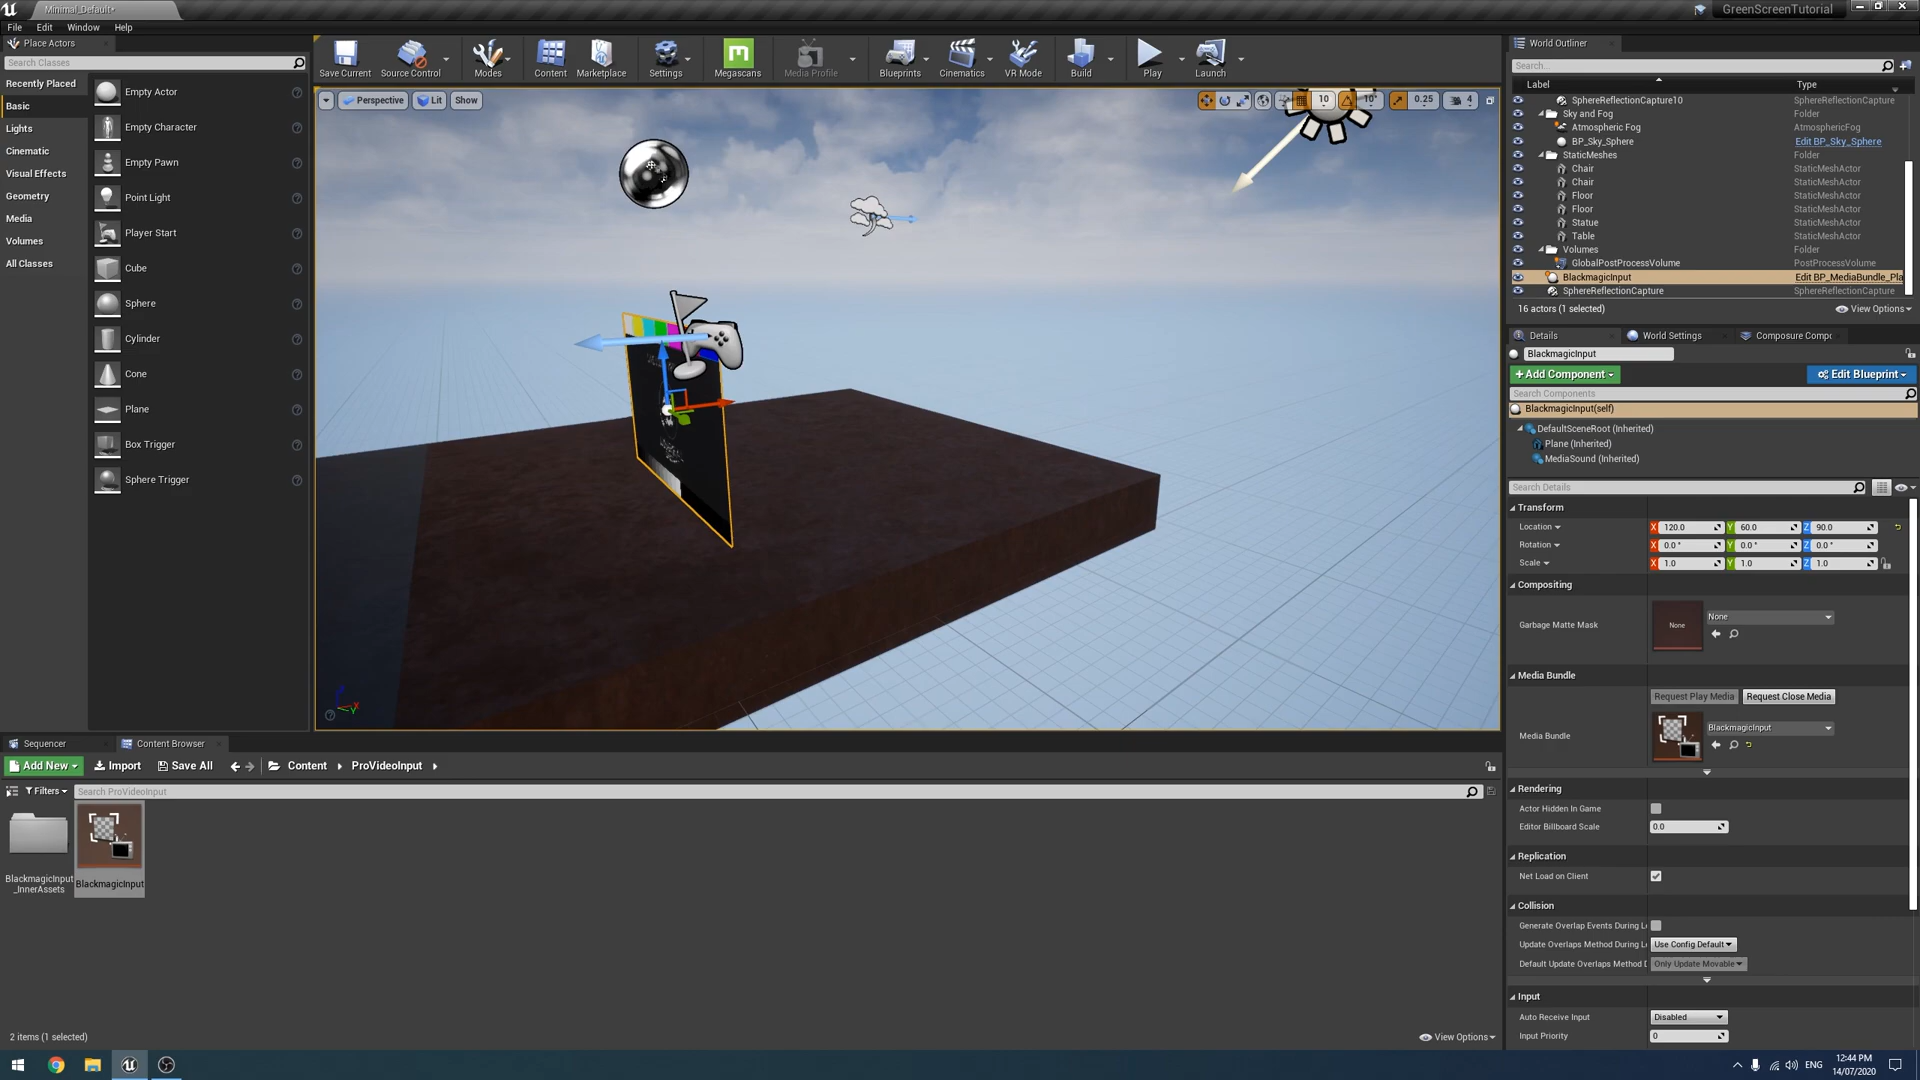 Minimal_Default*
GreenScreenTutorial
File Edit Window Help
Place Actors
Search Classes
Recently Placed
Basic
Lights
Cinematic
Visual Effects
Geometry
Media
Volumes
All Classes
Empty Actor
Empty Character
Empty Pawn
Point Light
Player Start
Cube
Sphere
Cylinder
Cone
Plane
Box Trigger
Sphere Trigger
Save Current Source Control Modes Content Marketplace Settings Megascans Media Profile Blueprints Cinematics VR Mode Build Play Launch
Perspective Lit Show
10 10° 0.25 4
World Outliner
Search...
Label Type
SphereReflectionCapture10 SphereReflectionCapture
Sky and Fog Folder
Atmospheric Fog AtmosphericFog
BP_Sky_Sphere Edit BP_Sky_Sphere
StaticMeshes Folder
Chair StaticMeshActor
Chair StaticMeshActor
Floor StaticMeshActor
Floor StaticMeshActor
Statue StaticMeshActor
Table StaticMeshActor
Volumes Folder
GlobalPostProcessVolume PostProcessVolume
BlackmagicInput Edit BP_MediaBundle_Pla
SphereReflectionCapture SphereReflectionCapture
16 actors (1 selected) View Options
Details World Settings Composure Compo
BlackmagicInput
+Add Component Edit Blueprint
Search Components
BlackmagicInput(self)
DefaultSceneRoot (Inherited)
Plane (Inherited)
MediaSound (Inherited)
Search Details
Transform
Location X 120.0 Y 60.0 Z 90.0
Rotation X 0.0 ° Y 0.0 ° Z 0.0 °
Scale X 1.0 Y 1.0 Z 1.0
Compositing
Garbage Matte Mask None None
Media Bundle
Request Play Media Request Close Media
Media Bundle BlackmagicInput
Rendering
Actor Hidden In Game
Editor Billboard Scale 0.0
Replication
Net Load on Client
Collision
Generate Overlap Events During L
Update Overlaps Method During L Use Config Default
Default Update Overlaps Method D Only Update Movable
Input
Auto Receive Input Disabled
Input Priority 0
Sequencer Content Browser
Add New Import Save All Content ProVideoInput
Filters Search ProVideoInput
BlackmagicInput
_InnerAssets
BlackmagicInput
2 items (1 selected) View Options
ENG
12:44 PM
14/07/2020